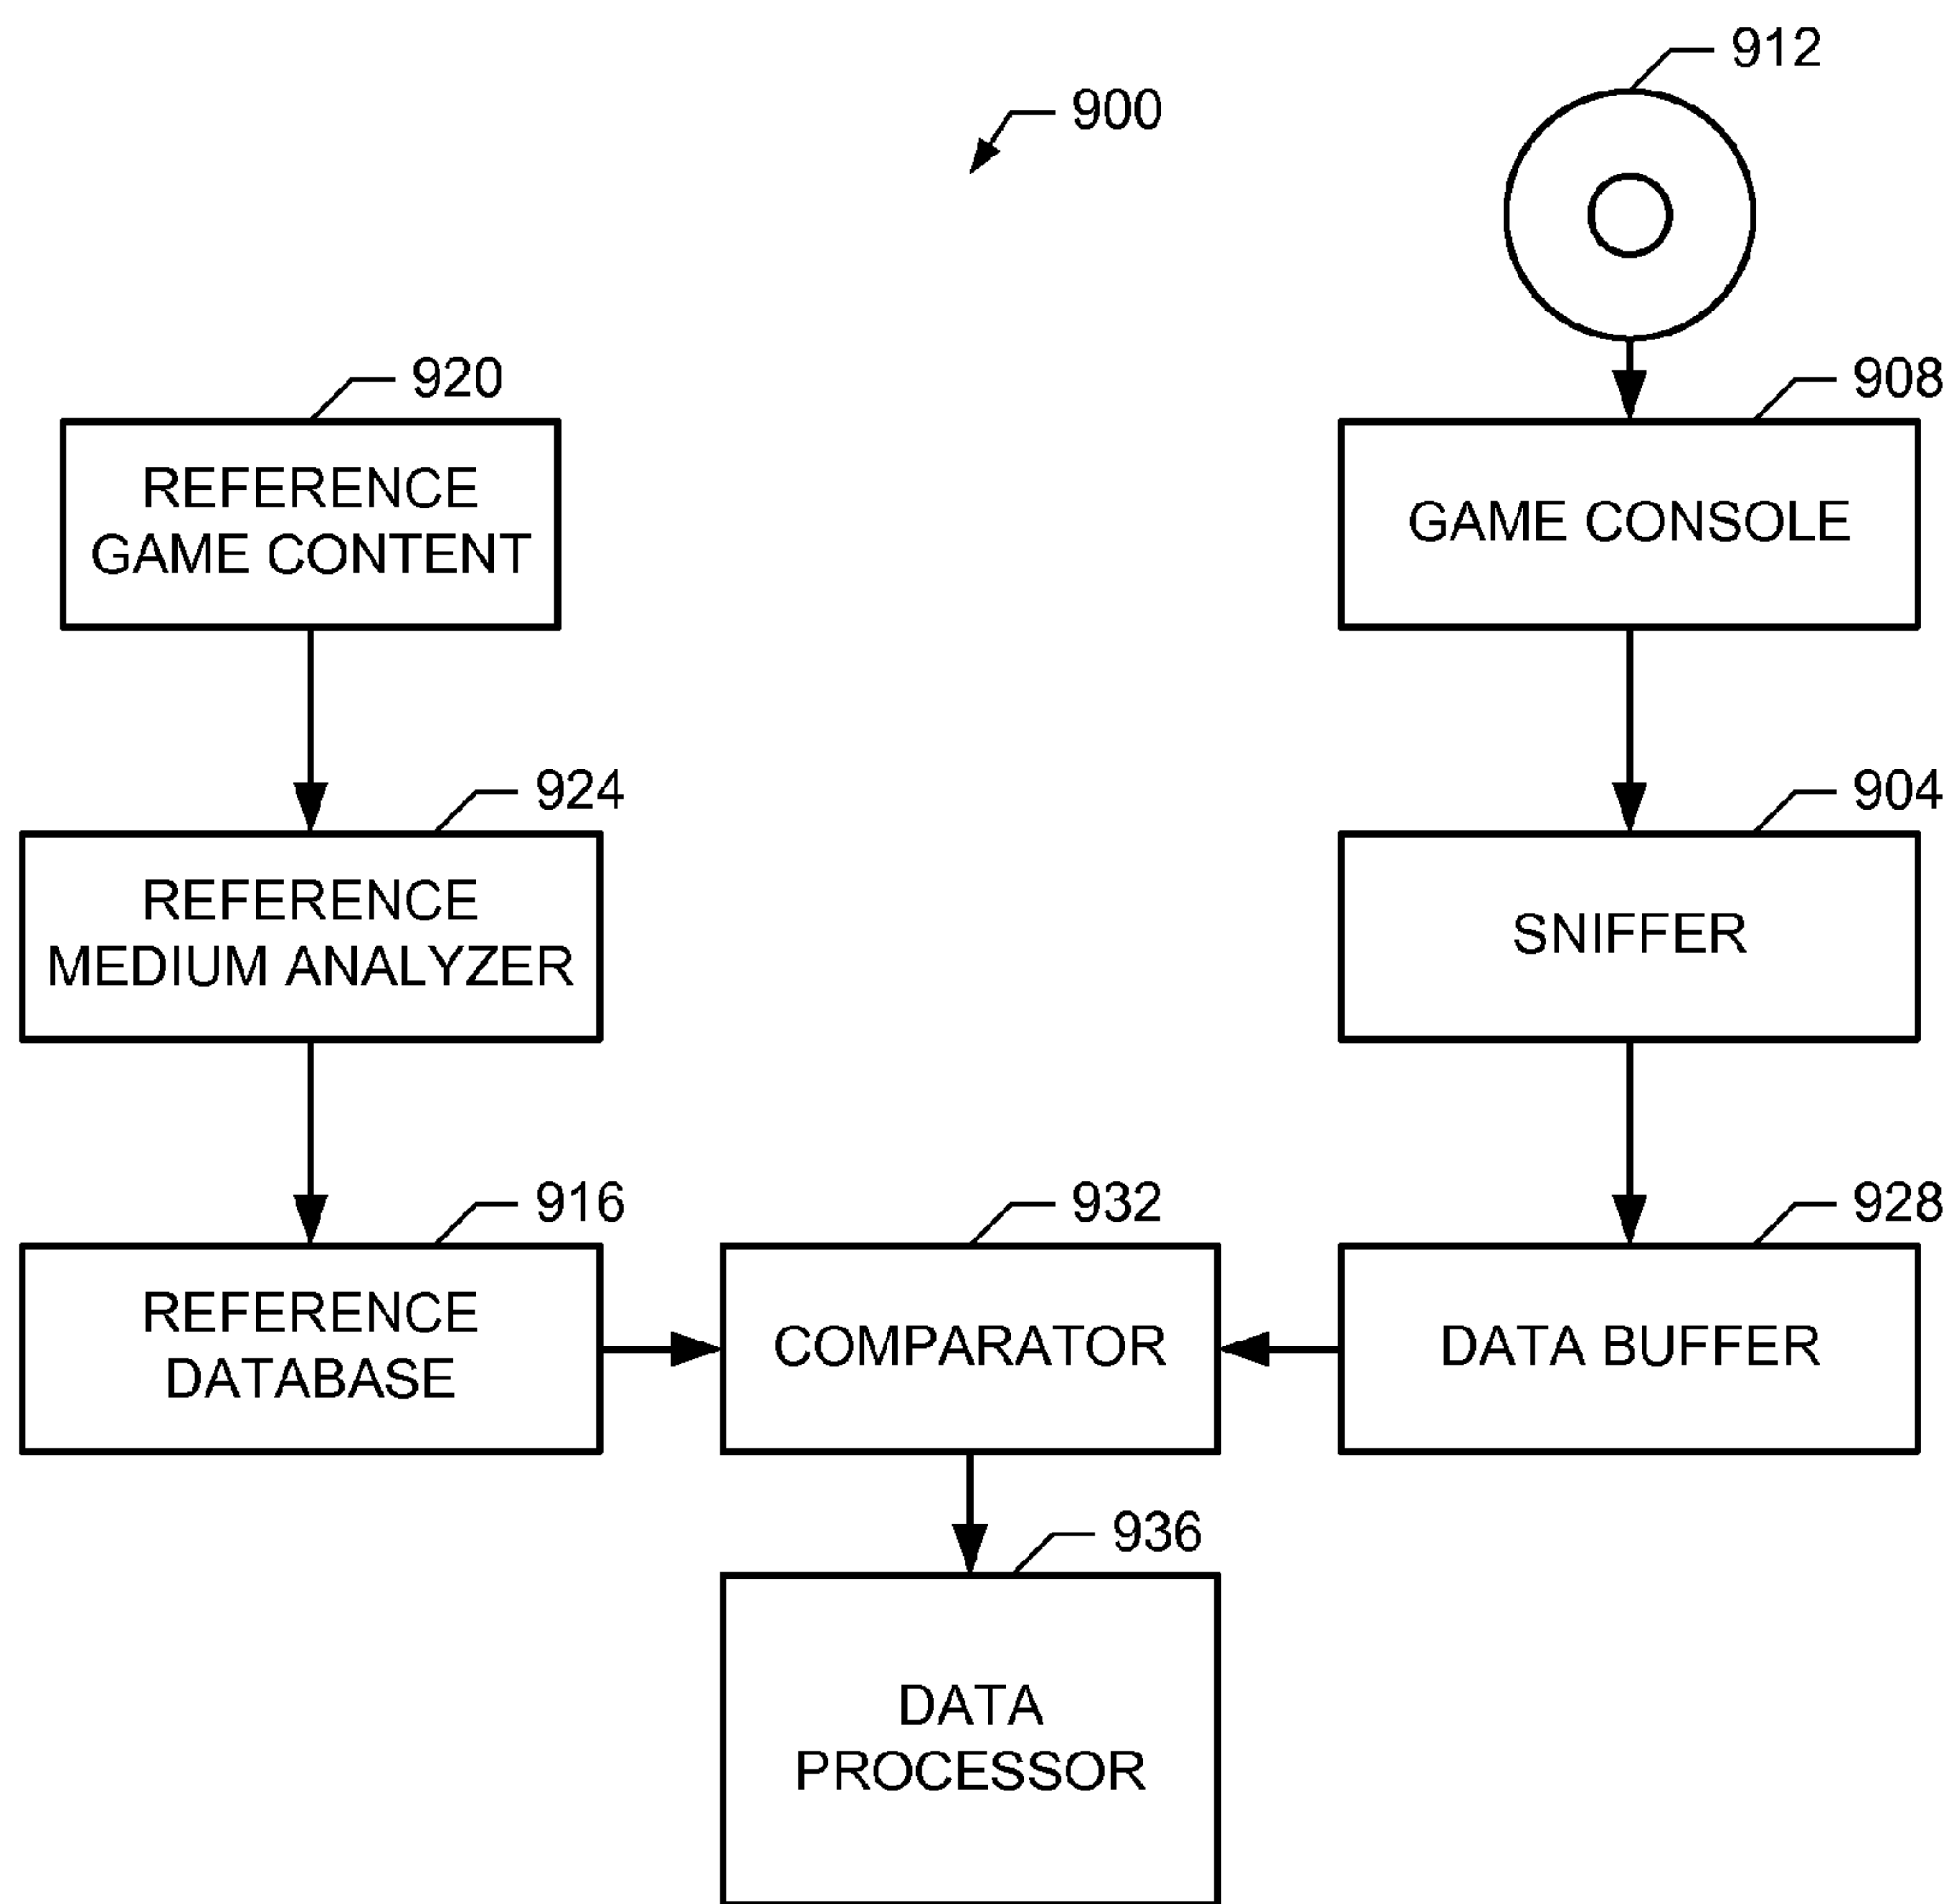 912
900
920
908
REFERENCE
GAME CONTENT
GAME CONSOLE
924
904
REFERENCE
MEDIUM ANALYZER
SNIFFER
916
932
928
REFERENCE
DATABASE
COMPARATOR
DATA BUFFER
936
DATA
PROCESSOR